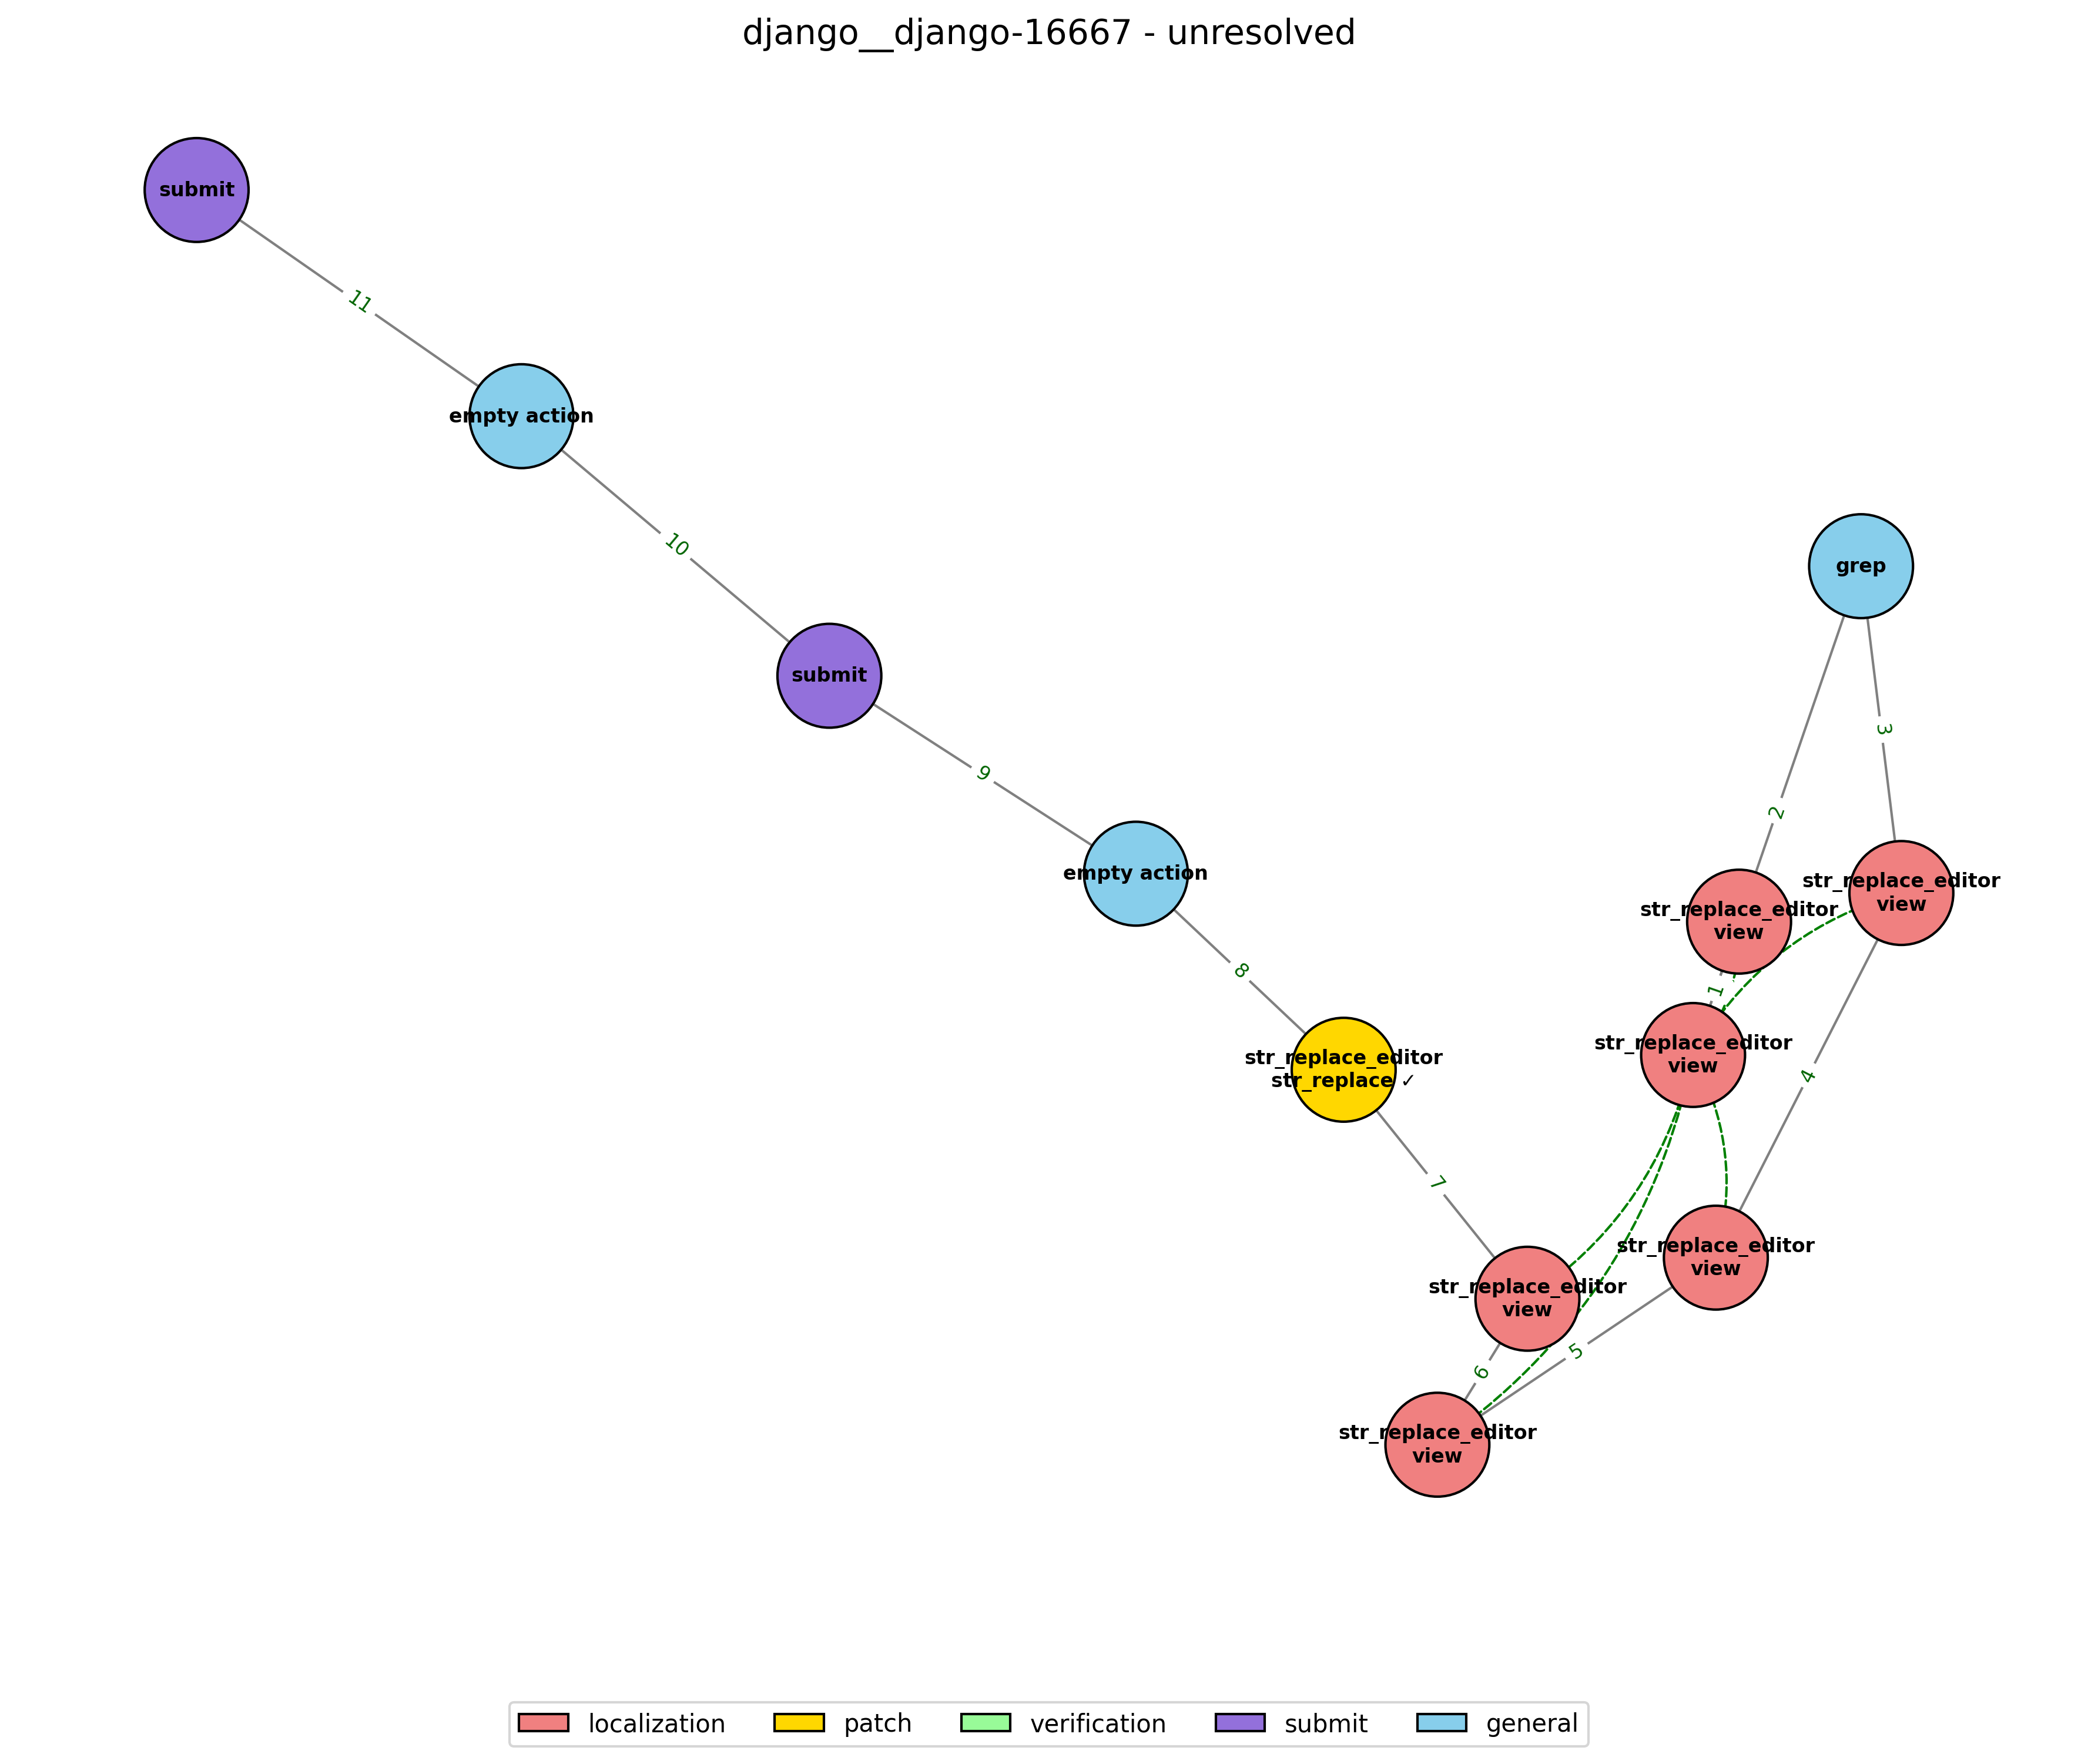 django__django-16667 - unresolved
submit
11
empty action
10
grep
submit
3
9
2
empty action
str_replace_editor
view
str_replace_editor
view
8
1
str_replace_editor
view
str_replace_editor
str_replace ✓
4
7
str_replace_editor
view
str_replace_editor
view
5
6
str_replace_editor
view
localization
patch
verification
submit
general